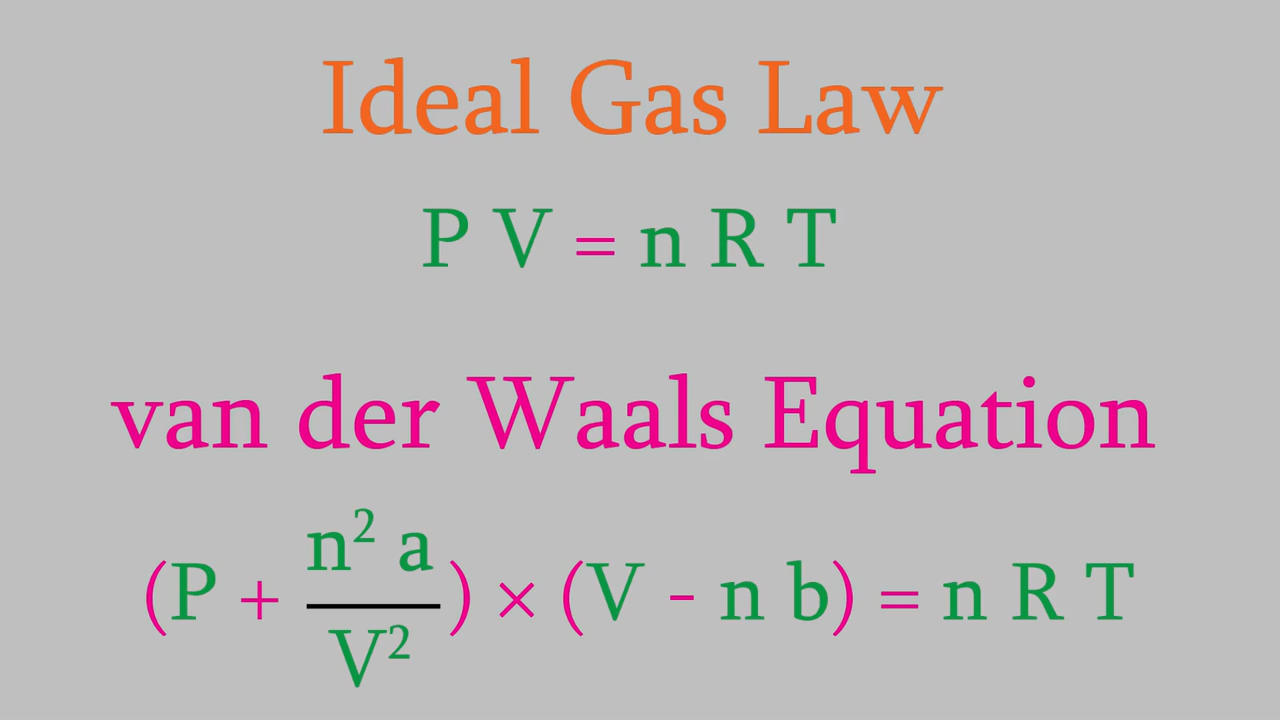 Ideal Gas Law
P V = n R T
van der Waals Equation
(P + n² a / V²) × (V - n b) = n R T